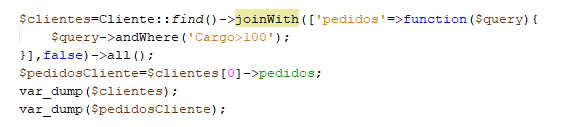 $clientes=Cliente::find()->joinWith(['pedidos'=>function($query){
    $query->andWhere('Cargo>100');
}],false)->all();
$pedidosCliente=$clientes[0]->pedidos;
var_dump($clientes);
var_dump($pedidosCliente);